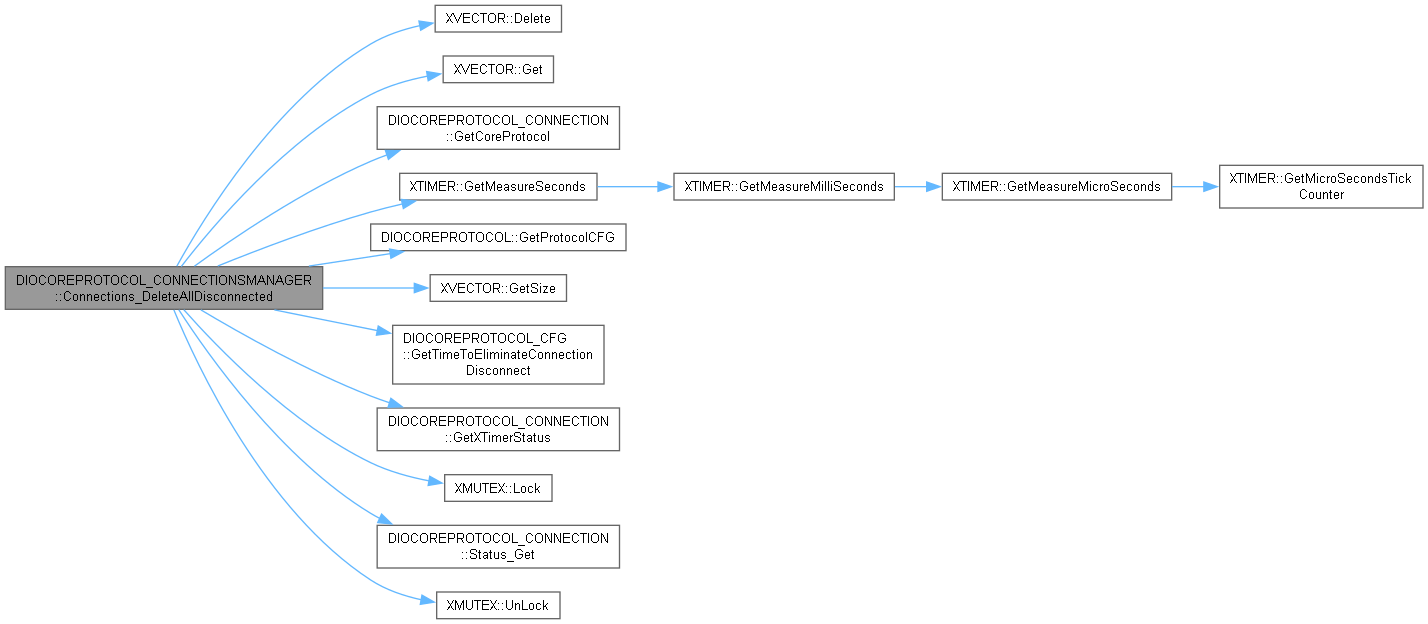 XVECTOR::Delete
XVECTOR::Get
DIOCOREPROTOCOL_CONNECTION
::GetCoreProtocol
XTIMER::GetMeasureSeconds
XTIMER::GetMeasureMilliSeconds
XTIMER::GetMeasureMicroSeconds
XTIMER::GetMicroSecondsTick
Counter
DIOCOREPROTOCOL::GetProtocolCFG
DIOCOREPROTOCOL_CONNECTIONSMANAGER
::Connections_DeleteAllDisconnected
XVECTOR::GetSize
DIOCOREPROTOCOL_CFG
::GetTimeToEliminateConnection
Disconnect
DIOCOREPROTOCOL_CONNECTION
::GetXTimerStatus
XMUTEX::Lock
DIOCOREPROTOCOL_CONNECTION
::Status_Get
XMUTEX::UnLock